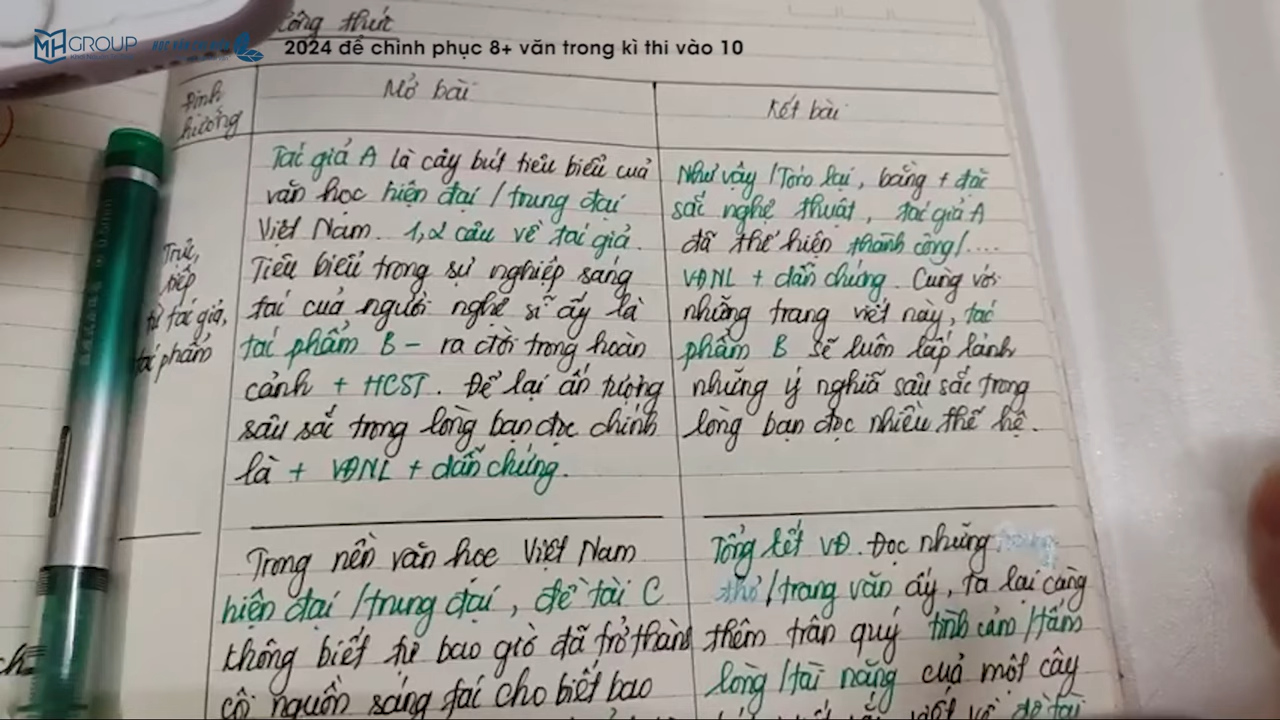 MH GROUP
Công thức
2024 để chinh phục 8+ văn trong kì thi vào 10
Định hướng
Mở bài
Kết bài
Trực tiếp từ tác giả, tác phẩm
Tác giả A là cây bút tiêu biểu của
văn học hiện đại / trung đại
Việt Nam. 1,2 câu về tác giả.
Tiêu biểu trong sự nghiệp sáng
tác của người nghệ sĩ ấy là
tác phẩm B – ra đời trong hoàn
cảnh + HCST. Để lại ấn tượng
sâu sắc trong lòng bạn đọc chính
là + VĐNL + dẫn chứng.
Như vậy / Tóm lại, bằng + đặc
sắc nghệ thuật, tác giả A
đã thể hiện thành công/....
VĐNL + dẫn chứng. Cùng với
những trang viết này, tác
phẩm B sẽ luôn lấp lánh
những ý nghĩa sâu sắc trong
lòng bạn đọc nhiều thế hệ.
Trong nền văn học Việt Nam
hiện đại / trung đại, đề tài C
không biết từ bao giờ đã trở thành
cội nguồn sáng tác cho biết bao
Tổng kết VĐ. Đọc những trang
thơ / trang văn ấy, ta lại càng
thêm trân quý tình cảm / tấm
lòng / tài năng của một cây
viết về đề tài